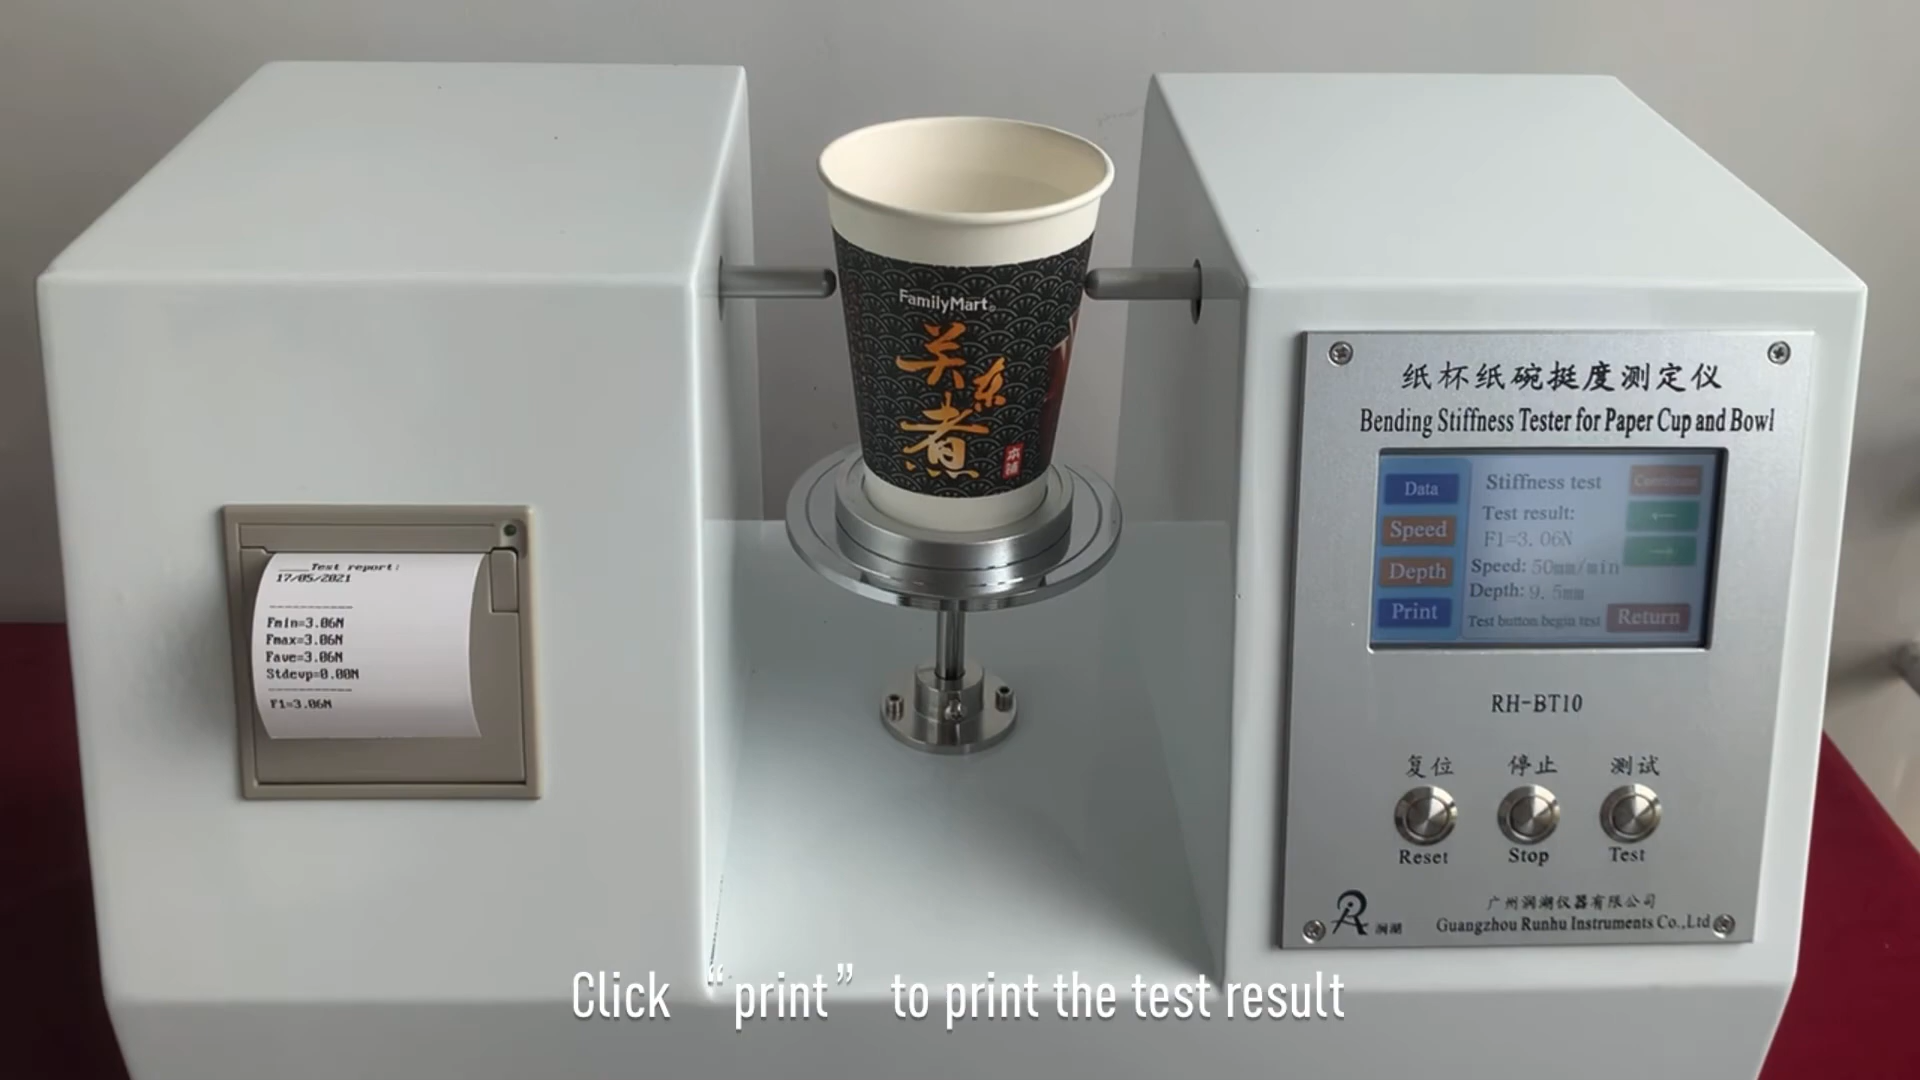 Test report:
17/05/2021
Fmin=3.06N
Fmax=3.06N
Fave=3.06N
Stdevp=0.00N
F1=3.06N
FamilyMart
关
东
煮
本
铺
纸杯纸碗挺度测定仪
Bending Stiffness Tester for Paper Cup and Bowl
Data
Speed
Depth
Print
Stiffness test
Test result:
F1=3.06N
←
→
Speed: 50mm/min
Depth: 9.5mm
Test button begin test
Return
RH-BT10
复位 停止 测试
Reset Stop Test
润湖
广州润湖仪器有限公司
Guangzhou Runhu Instruments Co.,Ltd
Click “print” to print the test result